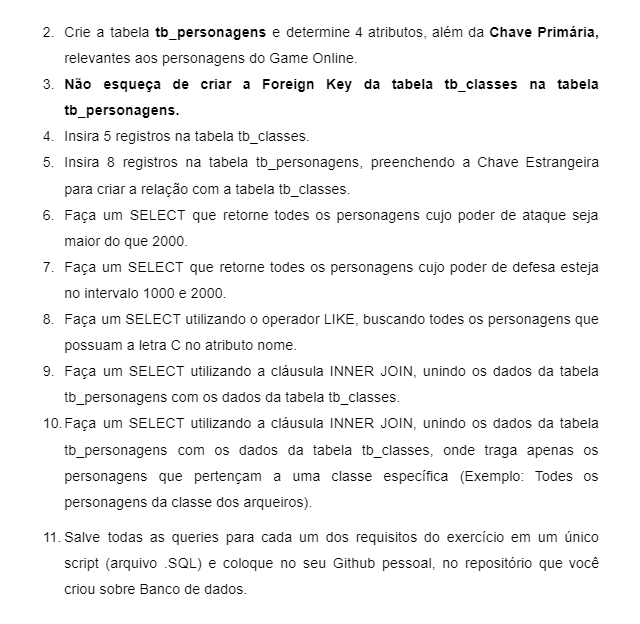 2. Crie a tabela tb_personagens e determine 4 atributos, além da Chave Primária,
relevantes aos personagens do Game Online.
3. Não esqueça de criar a Foreign Key da tabela tb_classes na tabela
tb_personagens.
4. Insira 5 registros na tabela tb_classes.
5. Insira 8 registros na tabela tb_personagens, preenchendo a Chave Estrangeira
para criar a relação com a tabela tb_classes.
6. Faça um SELECT que retorne todes os personagens cujo poder de ataque seja
maior do que 2000.
7. Faça um SELECT que retorne todes os personagens cujo poder de defesa esteja
no intervalo 1000 e 2000.
8. Faça um SELECT utilizando o operador LIKE, buscando todes os personagens que
possuam a letra C no atributo nome.
9. Faça um SELECT utilizando a cláusula INNER JOIN, unindo os dados da tabela
tb_personagens com os dados da tabela tb_classes.
10. Faça um SELECT utilizando a cláusula INNER JOIN, unindo os dados da tabela
tb_personagens com os dados da tabela tb_classes, onde traga apenas os
personagens que pertençam a uma classe específica (Exemplo: Todes os
personagens da classe dos arqueiros).
11. Salve todas as queries para cada um dos requisitos do exercício em um único
script (arquivo .SQL) e coloque no seu Github pessoal, no repositório que você
criou sobre Banco de dados.